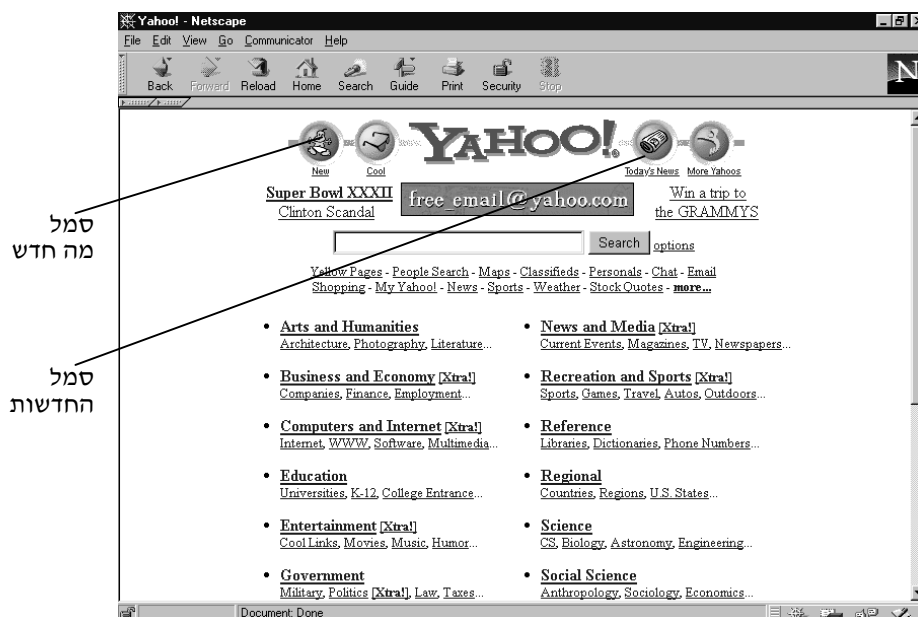 Yahoo! - Netscape
File Edit View Go Communicator Help
Back Forward Reload Home Search Guide Print Security Stop
N
YAHOO!
New Cool Today's News More Yahoos
Super Bowl XXXII free email@yahoo.com Win a trip to
Clinton Scandal the GRAMMYS
סמל
מה חדש
Search options
Yellow Pages - People Search - Maps - Classifieds - Personals - Chat - Email
Shopping - My Yahoo! - News - Sports - Weather - Stock Quotes - more...
• Arts and Humanities
Architecture, Photography, Literature...
• News and Media [Xtra!]
Current Events, Magazines, TV, Newspapers...
סמל
החדשות
• Business and Economy [Xtra!]
Companies, Finance, Employment...
• Recreation and Sports [Xtra!]
Sports, Games, Travel, Autos, Outdoors...
• Computers and Internet [Xtra!]
Internet, WWW, Software, Multimedia...
• Reference
Libraries, Dictionaries, Phone Numbers...
• Education
Universities, K-12, College Entrance...
• Regional
Countries, Regions, U.S. States...
• Entertainment [Xtra!]
Cool Links, Movies, Music, Humor...
• Science
CS, Biology, Astronomy, Engineering...
• Government
Military, Politics [Xtra!], Law, Taxes...
• Social Science
Anthropology, Sociology, Economics...
Document: Done